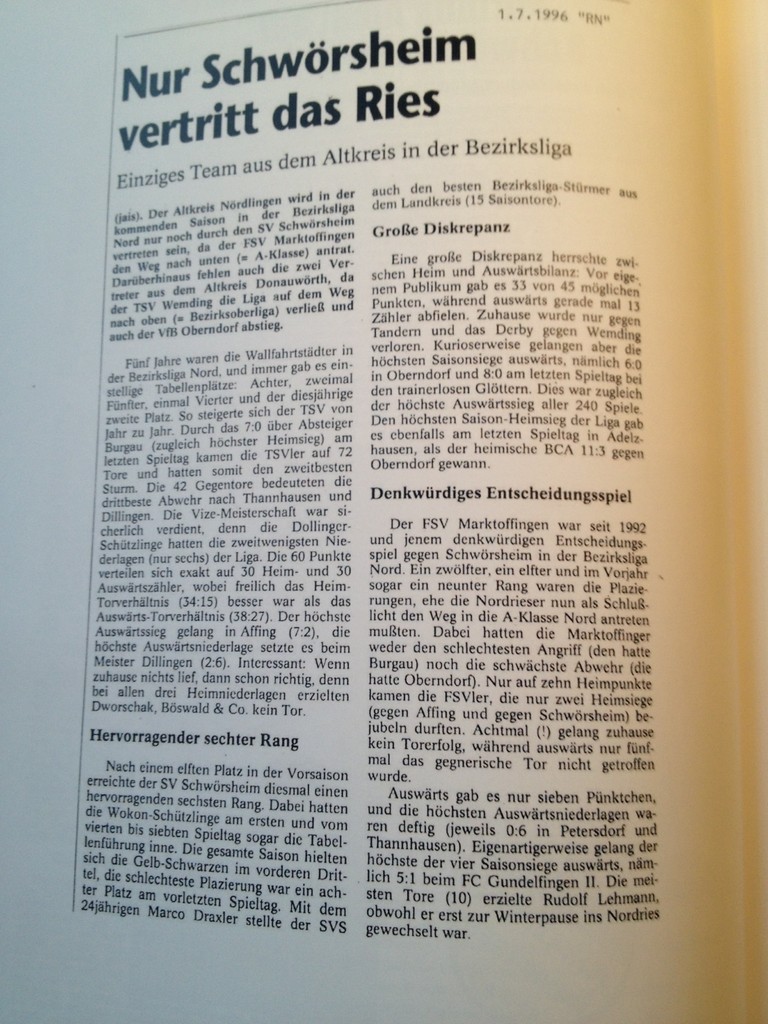 1.7.1996 "RN"
Nur Schwörsheim
vertritt das Ries
Einziges Team aus dem Altkreis in der Bezirksliga
(jais). Der Altkreis Nördlingen wird in der
kommenden Saison in der Bezirksliga
Nord nur noch durch den SV Schwörsheim
vertreten sein, da der FSV Marktoffingen
den Weg nach unten (= A-Klasse) antrat.
Darüberhinaus fehlen auch die zwei Ver-
treter aus dem Altkreis Donauwörth, da
der TSV Wemding die Liga auf dem Weg
nach oben (= Bezirksoberliga) verließ und
auch der VfB Oberndorf abstieg.
Fünf Jahre waren die Wallfahrtstädter in
der Bezirksliga Nord, und immer gab es ein-
stellige Tabellenplätze: Achter, zweimal
Fünfter, einmal Vierter und der diesjährige
zweite Platz. So steigerte sich der TSV von
Jahr zu Jahr. Durch das 7:0 über Absteiger
Burgau (zugleich höchster Heimsieg) am
letzten Spieltag kamen die TSVler auf 72
Tore und hatten somit den zweitbesten
Sturm. Die 42 Gegentore bedeuteten die
drittbeste Abwehr nach Thannhausen und
Dillingen. Die Vize-Meisterschaft war si-
cherlich verdient, denn die Dollinger-
Schützlinge hatten die zweitwenigsten Nie-
derlagen (nur sechs) der Liga. Die 60 Punkte
verteilen sich exakt auf 30 Heim- und 30
Auswärtszähler, wobei freilich das Heim-
Torverhältnis (34:15) besser war als das
Auswärts-Torverhältnis (38:27). Der höchste
Auswärtssieg gelang in Affing (7:2), die
höchste Auswärtsniederlage setzte es beim
Meister Dillingen (2:6). Interessant: Wenn
zuhause nichts lief, dann schon richtig, denn
bei allen drei Heimniederlagen erzielten
Dworschak, Böswald & Co. kein Tor.
Hervorragender sechter Rang
Nach einem elften Platz in der Vorsaison
erreichte der SV Schwörsheim diesmal einen
hervorragenden sechsten Rang. Dabei hatten
die Wokon-Schützlinge am ersten und vom
vierten bis siebten Spieltag sogar die Tabel-
lenführung inne. Die gesamte Saison hielten
sich die Gelb-Schwarzen im vorderen Drit-
tel, die schlechteste Plazierung war ein ach-
ter Platz am vorletzten Spieltag. Mit dem
24jährigen Marco Draxler stellte der SVS
auch den besten Bezirksliga-Stürmer aus
dem Landkreis (15 Saisontore).
Große Diskrepanz
Eine große Diskrepanz herrschte zwi-
schen Heim und Auswärtsbilanz: Vor eige-
nem Publikum gab es 33 von 45 möglichen
Punkten, während auswärts gerade mal 13
Zähler abfielen. Zuhause wurde nur gegen
Tandern und das Derby gegen Wemding
verloren. Kurioserweise gelangen aber die
höchsten Saisonsiege auswärts, nämlich 6:0
in Oberndorf und 8:0 am letzten Spieltag bei
den trainerlosen Glöttern. Dies war zugleich
der höchste Auswärtssieg aller 240 Spiele.
Den höchsten Saison-Heimsieg der Liga gab
es ebenfalls am letzten Spieltag in Adelz-
hausen, als der heimische BCA 11:3 gegen
Oberndorf gewann.
Denkwürdiges Entscheidungsspiel
Der FSV Marktoffingen war seit 1992
und jenem denkwürdigen Entscheidungs-
spiel gegen Schwörsheim in der Bezirksliga
Nord. Ein zwölfter, ein elfter und im Vorjahr
sogar ein neunter Rang waren die Plazie-
rungen, ehe die Nordrieser nun als Schluß-
licht den Weg in die A-Klasse Nord antreten
mußten. Dabei hatten die Marktoffinger
weder den schlechtesten Angriff (den hatte
Burgau) noch die schwächste Abwehr (die
hatte Oberndorf). Nur auf zehn Heimpunkte
kamen die FSVler, die nur zwei Heimsiege
(gegen Affing und gegen Schwörsheim) be-
jubeln durften. Achtmal (!) gelang zuhause
kein Torerfolg, während auswärts nur fünf-
mal das gegnerische Tor nicht getroffen
wurde.
Auswärts gab es nur sieben Pünktchen,
und die höchsten Auswärtsniederlagen wa-
ren deftig (jeweils 0:6 in Petersdorf und
Thannhausen). Eigenartigerweise gelang der
höchste der vier Saisonsiege auswärts, näm-
lich 5:1 beim FC Gundelfingen II. Die mei-
sten Tore (10) erzielte Rudolf Lehmann,
obwohl er erst zur Winterpause ins Nordries
gewechselt war.